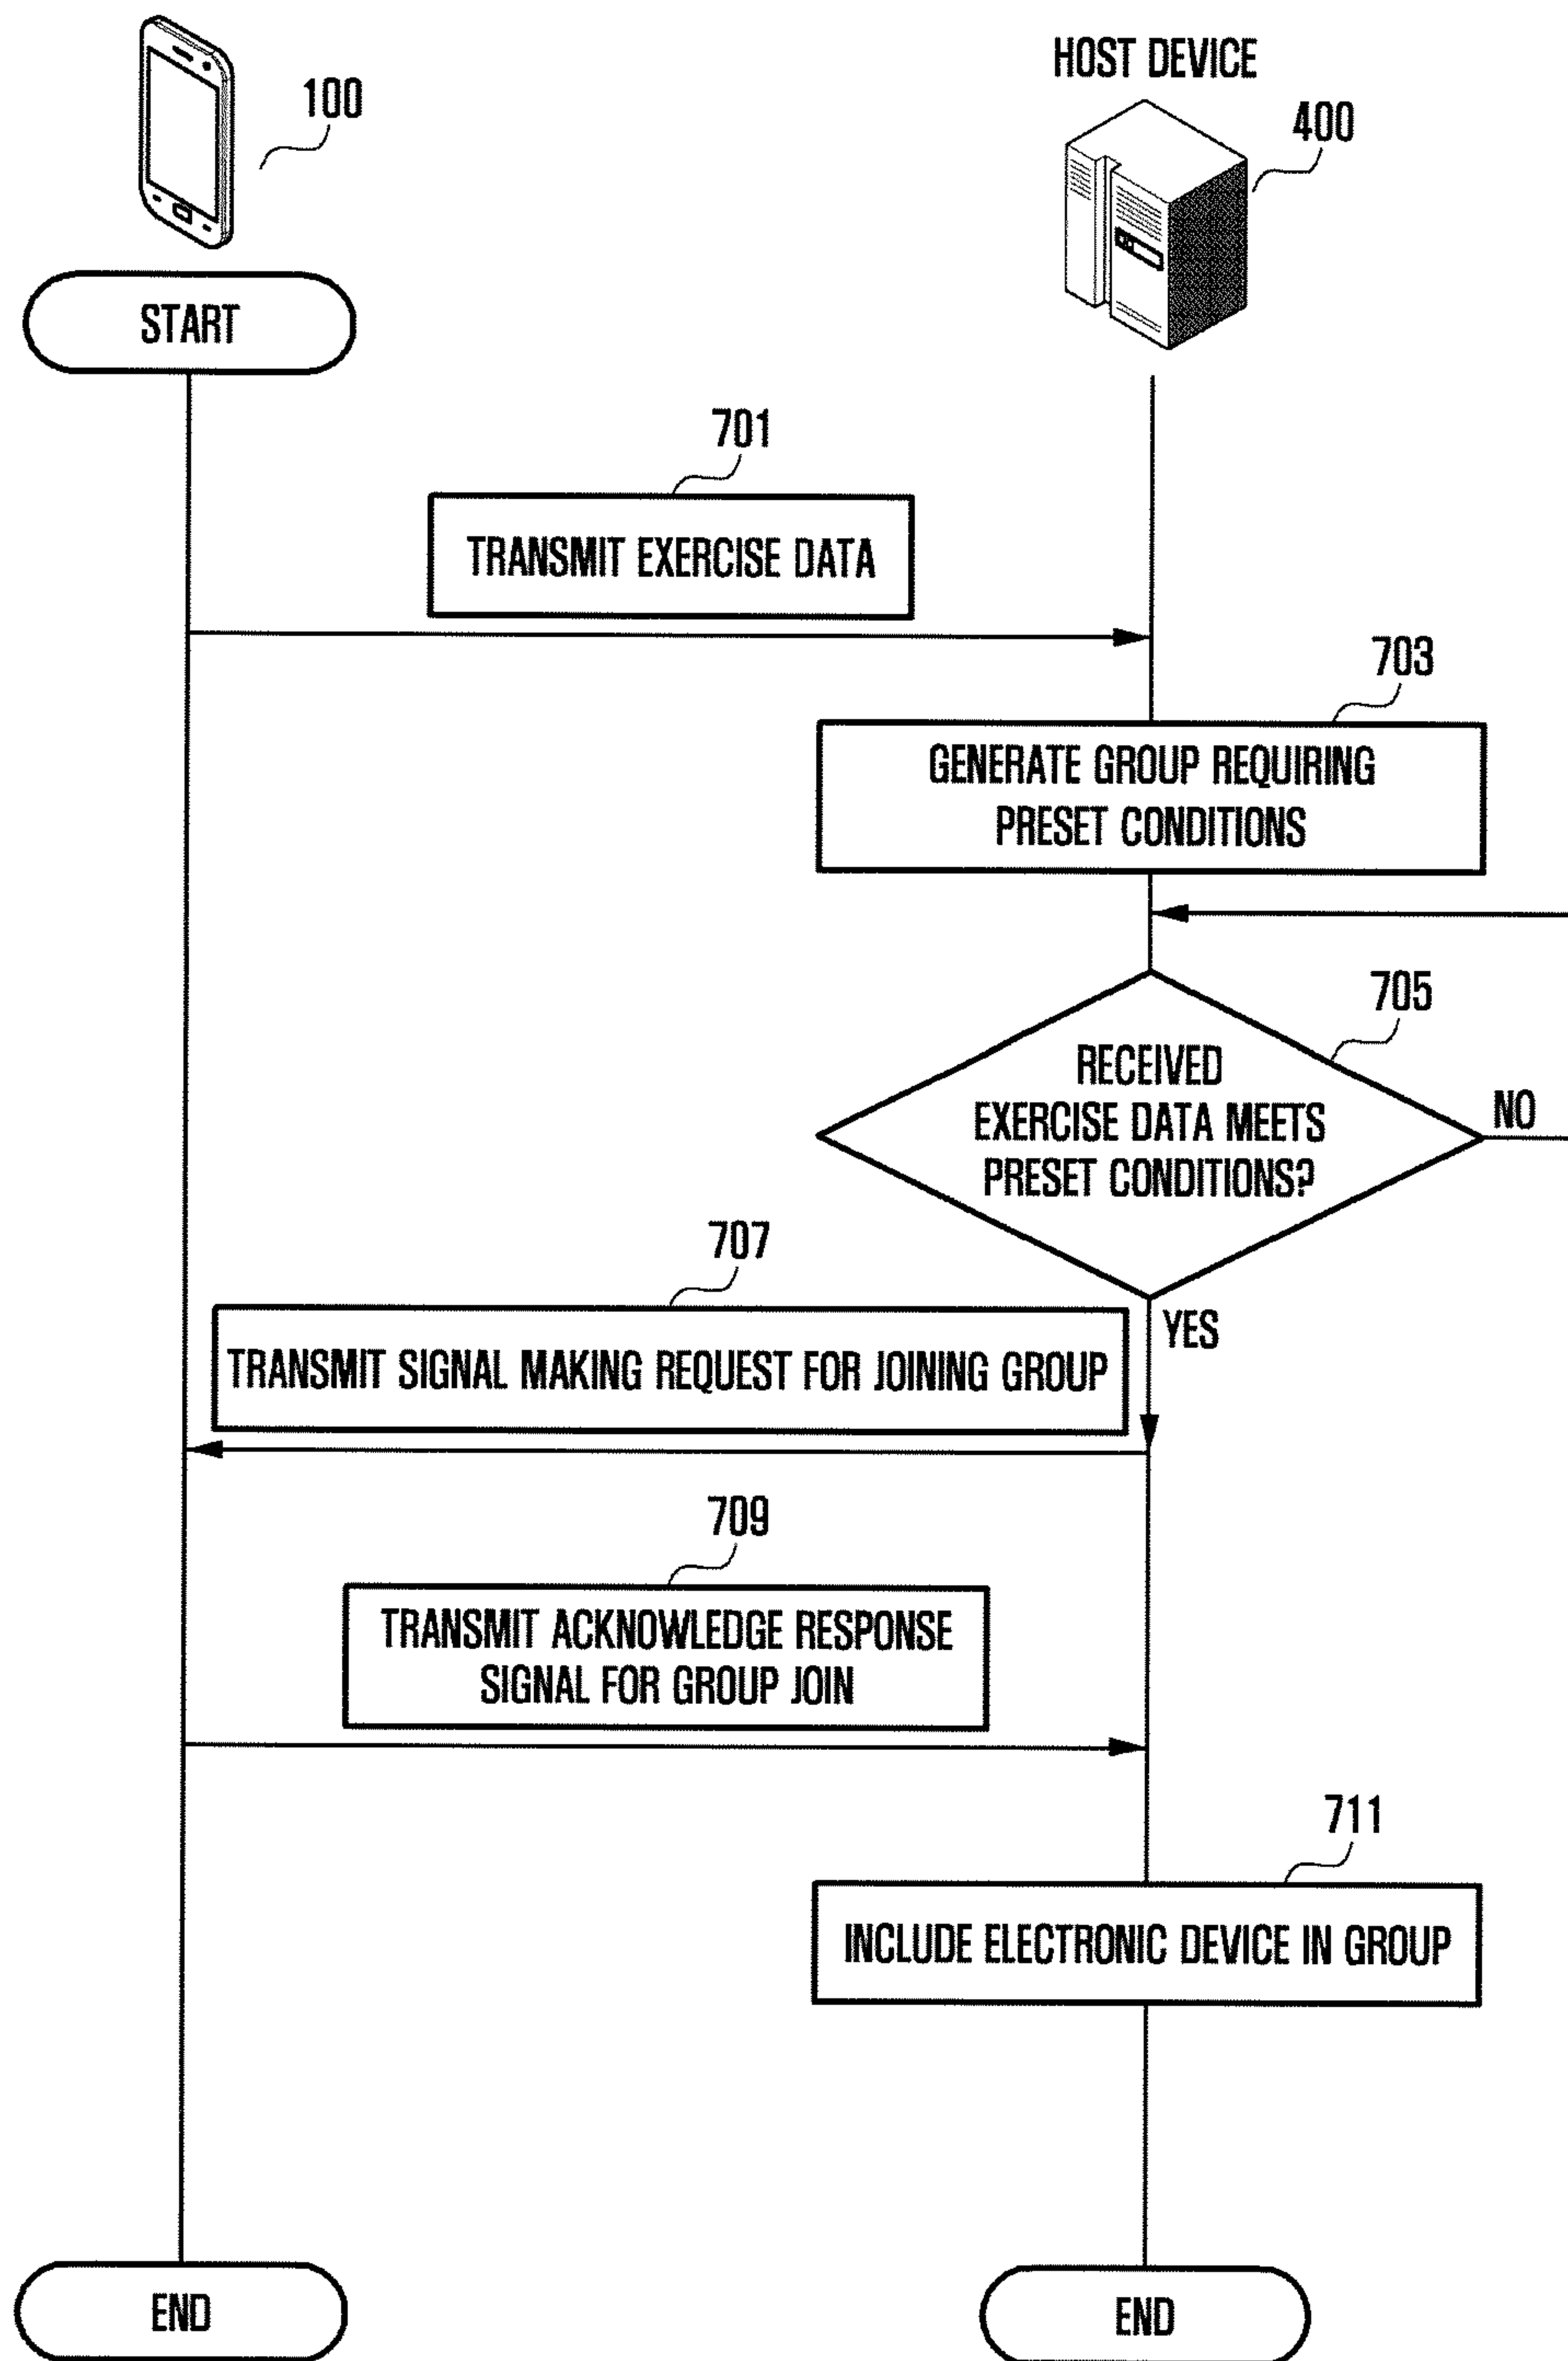 HOST DEVICE
100
400
START
701
TRANSMIT EXERCISE DATA
703
GENERATE GROUP REQUIRING
PRESET CONDITIONS
705
RECEIVED
EXERCISE DATA MEETS
PRESET CONDITIONS?
NO
YES
707
TRANSMIT SIGNAL MAKING REQUEST FOR JOINING GROUP
709
TRANSMIT ACKNOWLEDGE RESPONSE
SIGNAL FOR GROUP JOIN
711
INCLUDE ELECTRONIC DEVICE IN GROUP
END
END